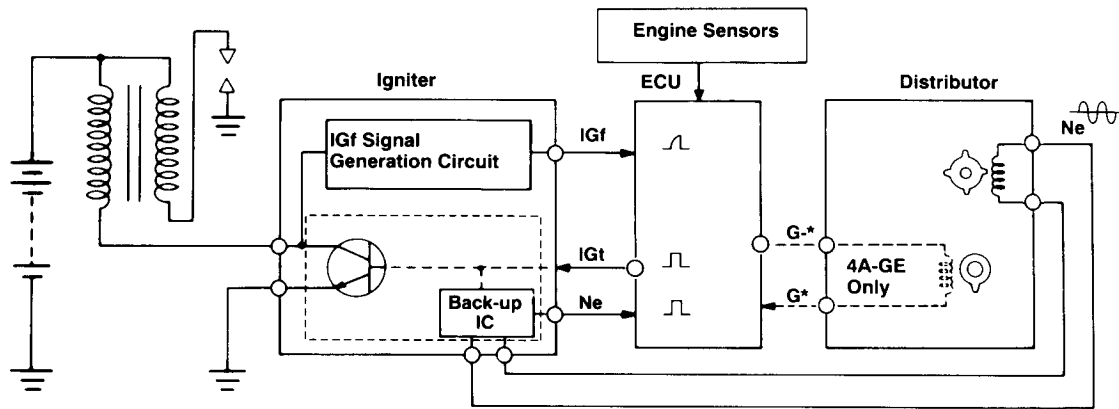 Engine Sensors
Igniter
ECU
Distributor
IGf Signal
Generation Circuit
IGf
Ne
G-*
IGt
4A-GE
Only
G*
Back-up
IC
Ne